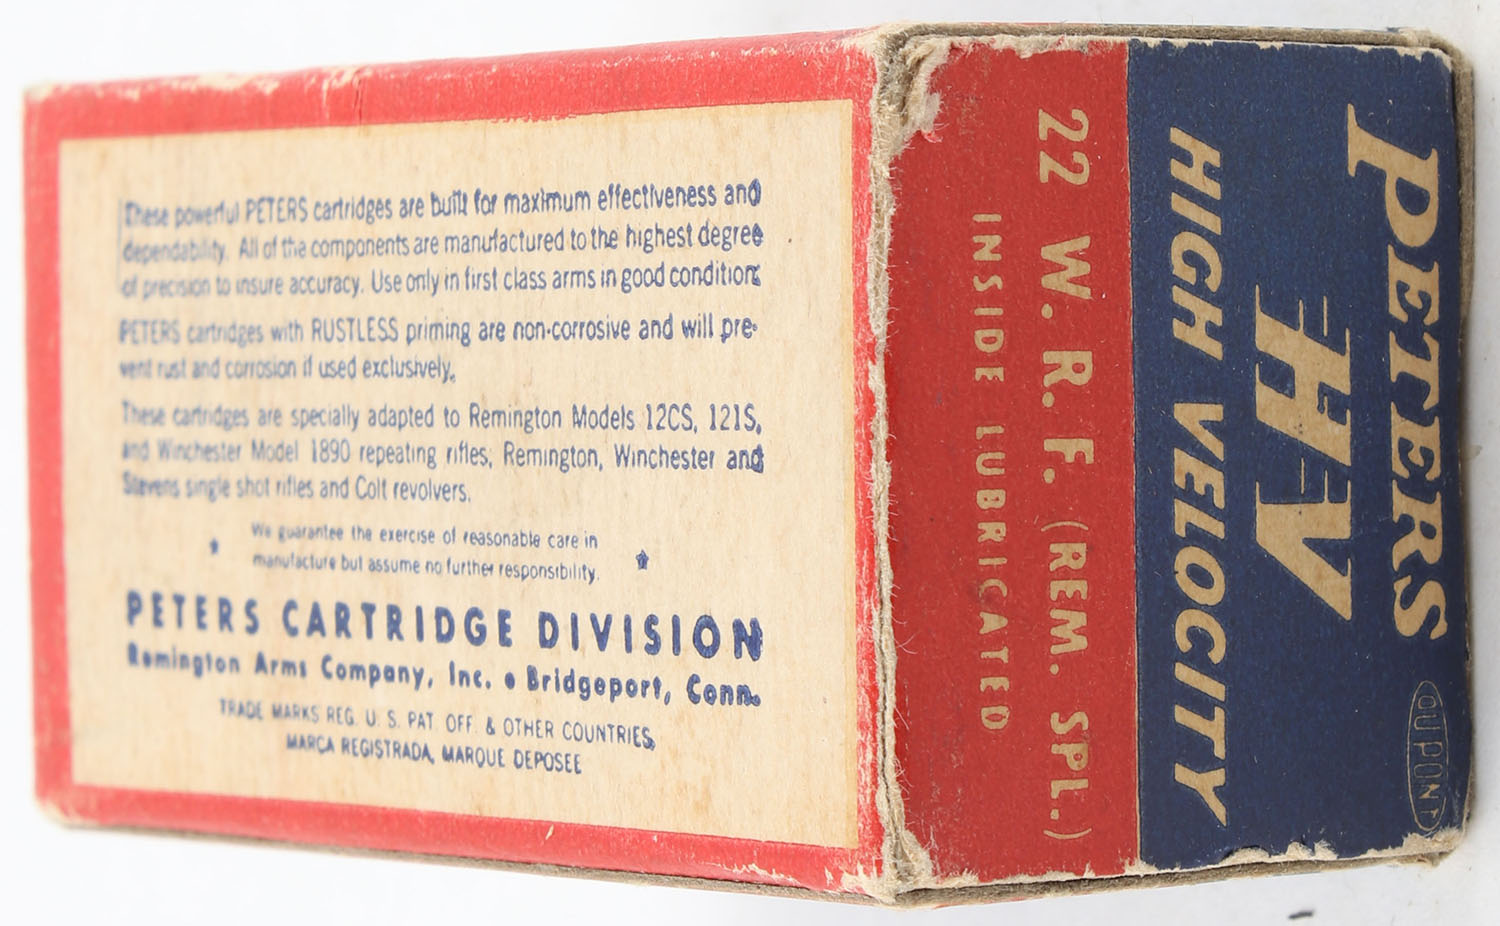 These powerful PETERS cartridges are built for maximum effectiveness and
dependability. All of the components are manufactured to the highest degree
of precision to insure accuracy. Use only in first class arms in good condition.
PETERS cartridges with RUSTLESS priming are non-corrosive and will pre-
vent rust and corrosion if used exclusively.
These cartridges are specially adapted to Remington Models 12CS, 121S,
and Winchester Model 1890 repeating rifles, Remington, Winchester and
Stevens single shot rifles and Colt revolvers.
We guarantee the exercise of reasonable care in
manufacture but assume no further responsibility.
PETERS CARTRIDGE DIVISION
Remington Arms Company, Inc. • Bridgeport, Conn.
TRADE MARKS REG. U. S. PAT. OFF. & OTHER COUNTRIES,
MARCA REGISTRADA, MARQUE DEPOSEE
PETERS
HV
HIGH VELOCITY
22 W. R. F. (REM. SPL.)
INSIDE LUBRICATED
DU PONT